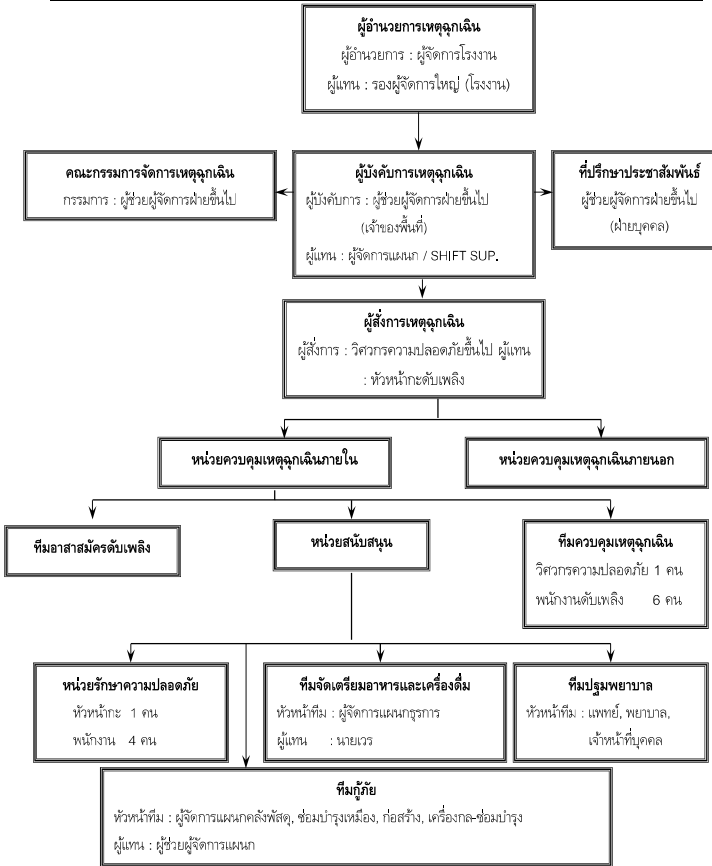 ผู้อำนวยการเหตุฉุกเฉิน
ผู้อำนวยการ : ผู้จัดการโรงงาน
ผู้แทน : รองผู้จัดการใหญ่ (โรงงาน)
คณะกรรมการจัดการเหตุฉุกเฉิน
กรรมการ : ผู้ช่วยผู้จัดการฝ่ายขึ้นไป
ผู้บังคับการเหตุฉุกเฉิน
ผู้บังคับการ : ผู้ช่วยผู้จัดการฝ่ายขึ้นไป
(เจ้าของพื้นที่)
ผู้แทน : ผู้จัดการแผนก / SHIFT SUP.
ที่ปรึกษาประชาสัมพันธ์
ผู้ช่วยผู้จัดการฝ่ายขึ้นไป
(ฝ่ายบุคคล)
ผู้สั่งการเหตุฉุกเฉิน
ผู้สั่งการ : วิศวกรความปลอดภัยขึ้นไป ผู้แทน
: หัวหน้ากะดับเพลิง
หน่วยควบคุมเหตุฉุกเฉินภายใน
หน่วยควบคุมเหตุฉุกเฉินภายนอก
ทีมอาสาสมัครดับเพลิง
หน่วยสนับสนุน
ทีมควบคุมเหตุฉุกเฉิน
วิศวกรความปลอดภัย 1 คน
พนักงานดับเพลิง 6 คน
หน่วยรักษาความปลอดภัย
หัวหน้ากะ 1 คน
พนักงาน 4 คน
ทีมจัดเตรียมอาหารและเครื่องดื่ม
หัวหน้าทีม : ผู้จัดการแผนกธุรการ
ผู้แทน : นายเวร
ทีมปฐมพยาบาล
หัวหน้าทีม : แพทย์, พยาบาล,
เจ้าหน้าที่บุคคล
ทีมกู้ภัย
หัวหน้าทีม : ผู้จัดการแผนกคลังพัสดุ, ซ่อมบำรุงเหมือง, ก่อสร้าง, เครื่องกล-ซ่อมบำรุง
ผู้แทน : ผู้ช่วยผู้จัดการแผนก